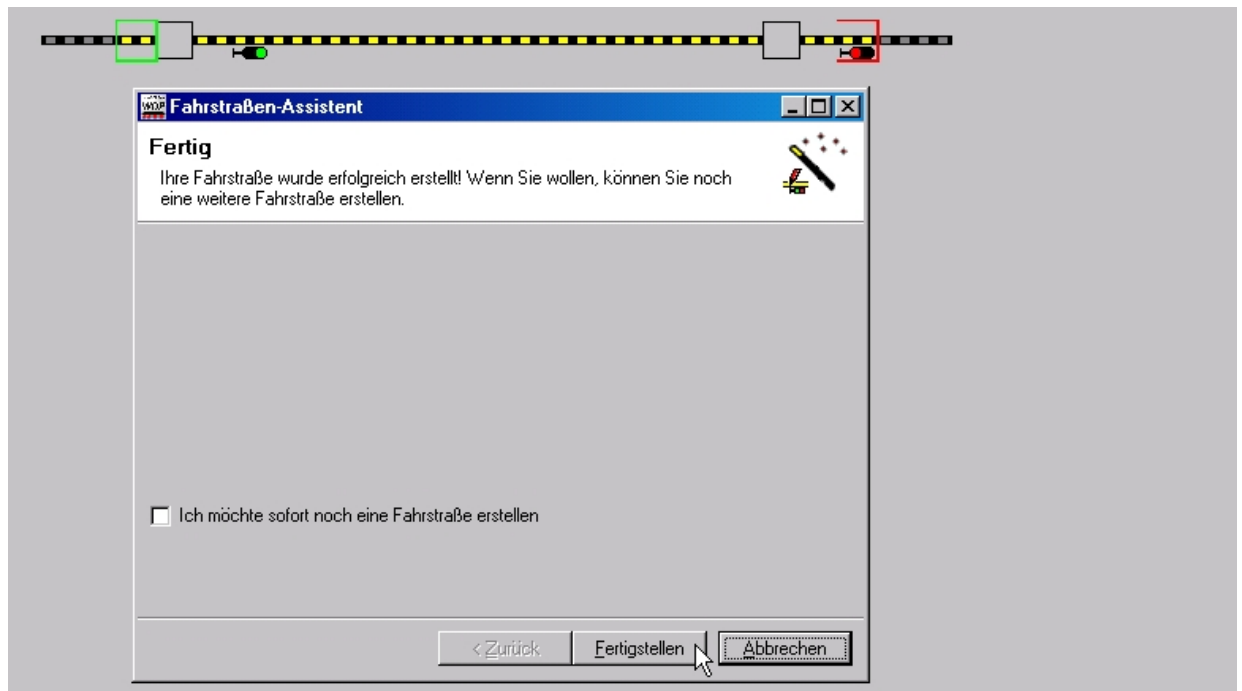 WDP Fahrstraßen-Assistent
Fertig
Ihre Fahrstraße wurde erfolgreich erstellt! Wenn Sie wollen, können Sie noch
eine weitere Fahrstraße erstellen.
Ich möchte sofort noch eine Fahrstraße erstellen
< Zurück Fertigstellen Abbrechen